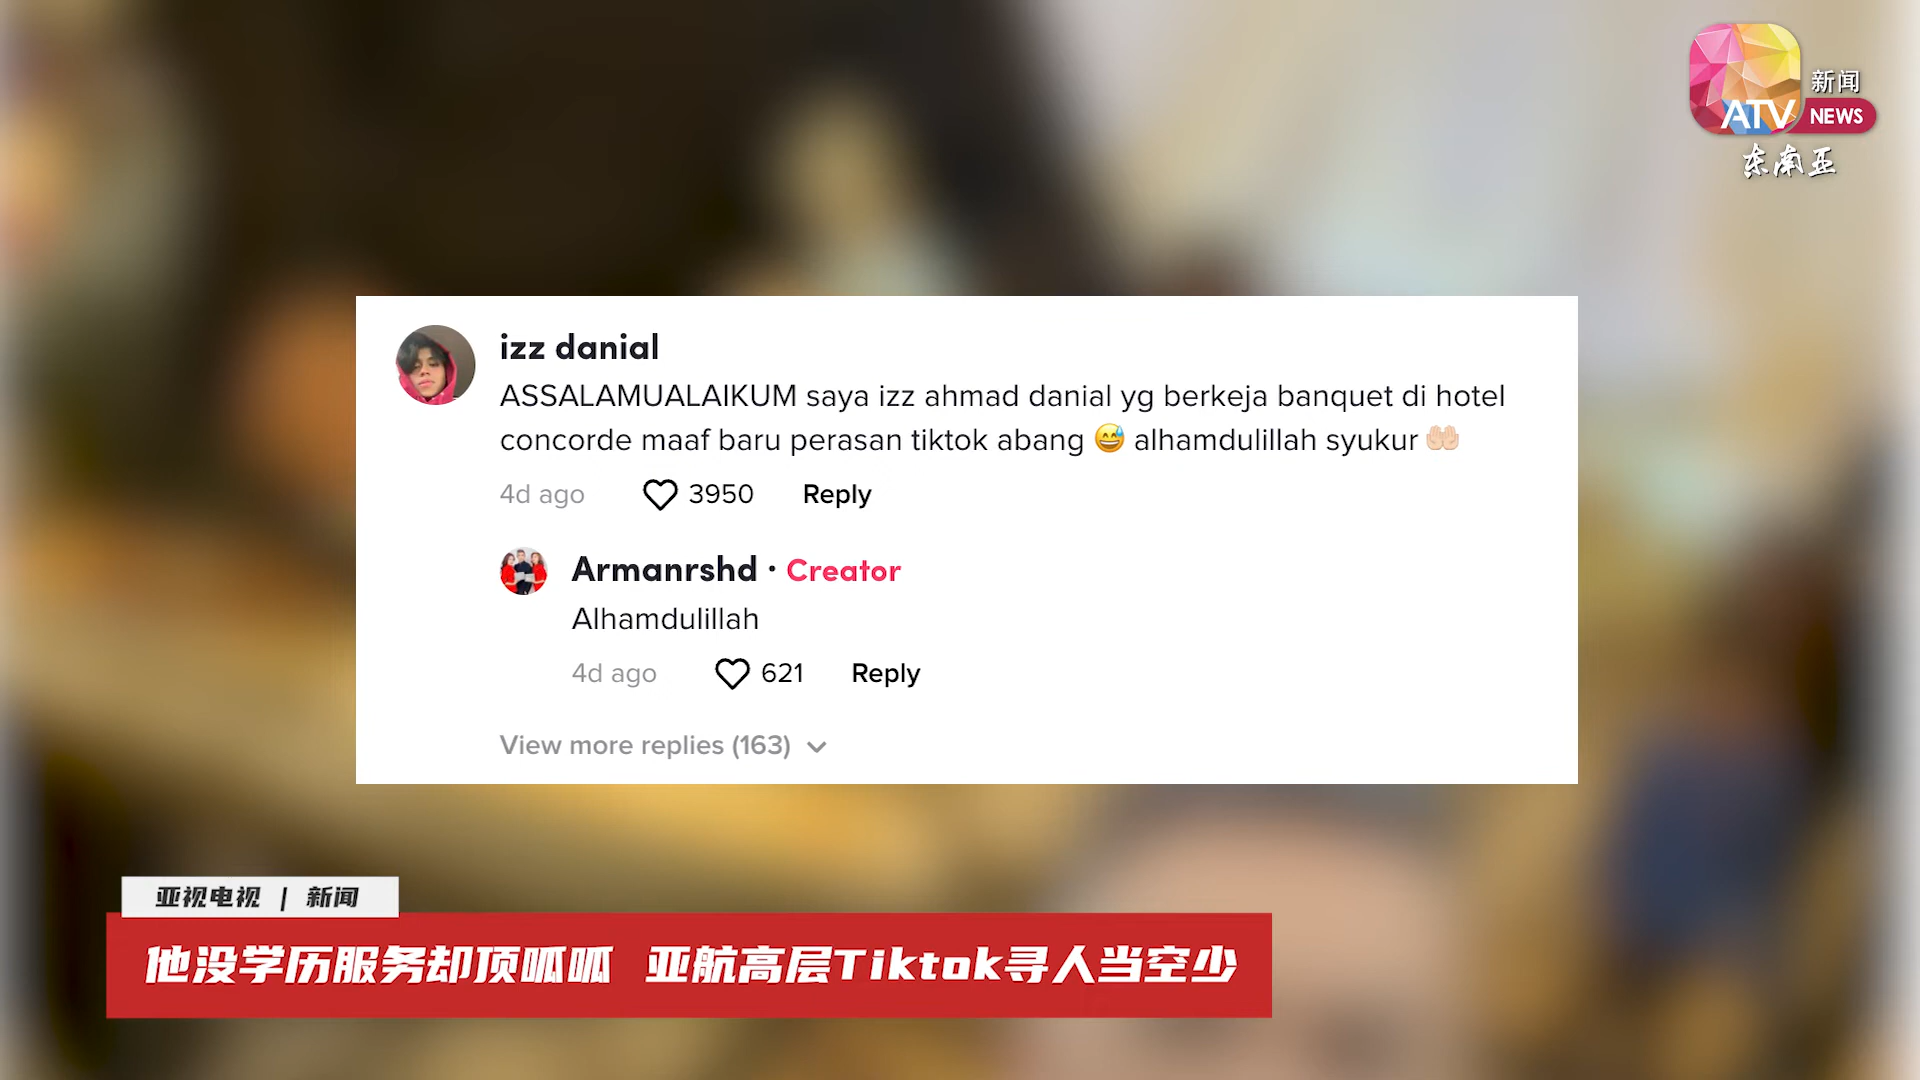 ATV
新闻
NEWS
东南亚
izz danial
ASSALAMUALAIKUM saya izz ahmad danial yg berkeja banquet di hotel
concorde maaf baru perasan tiktok abang 😅 alhamdulillah syukur 🤲🏻
4d ago 3950 Reply
Armanrshd · Creator
Alhamdulillah
4d ago 621 Reply
View more replies (163)
亚视电视 | 新闻
他没学历服务却顶呱呱 亚航高层Tiktok寻人当空少